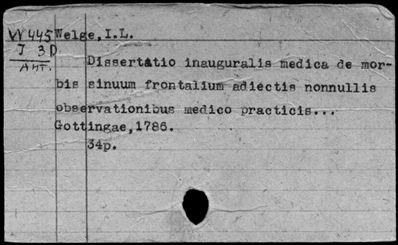 W445 Welge, I.L.
J 3D
Ант. Dissertatio inauguralis medica de mor-
bis sinuum frontalium adiectis nonnullis
observationibus medico practicis...
Gottingae, 1786.
34p.